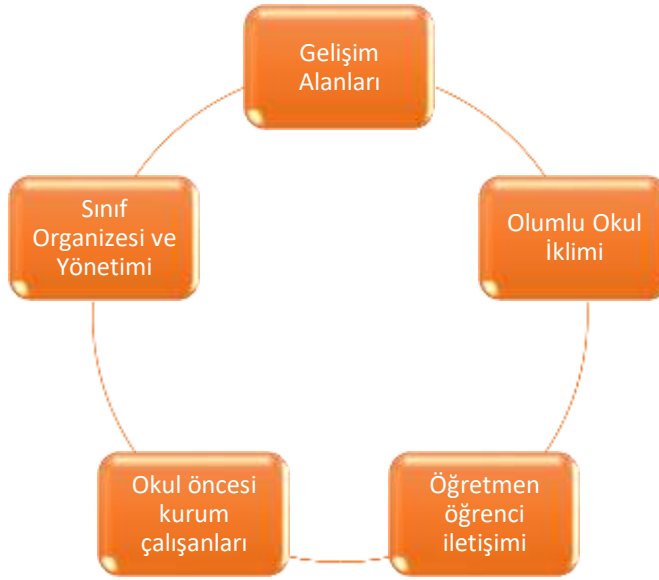 Gelişim
Alanları
Olumlu Okul
İklimi
Öğretmen
öğrenci
iletişimi
Okul öncesi
kurum
çalışanları
Sınıf
Organizesi ve
Yönetimi